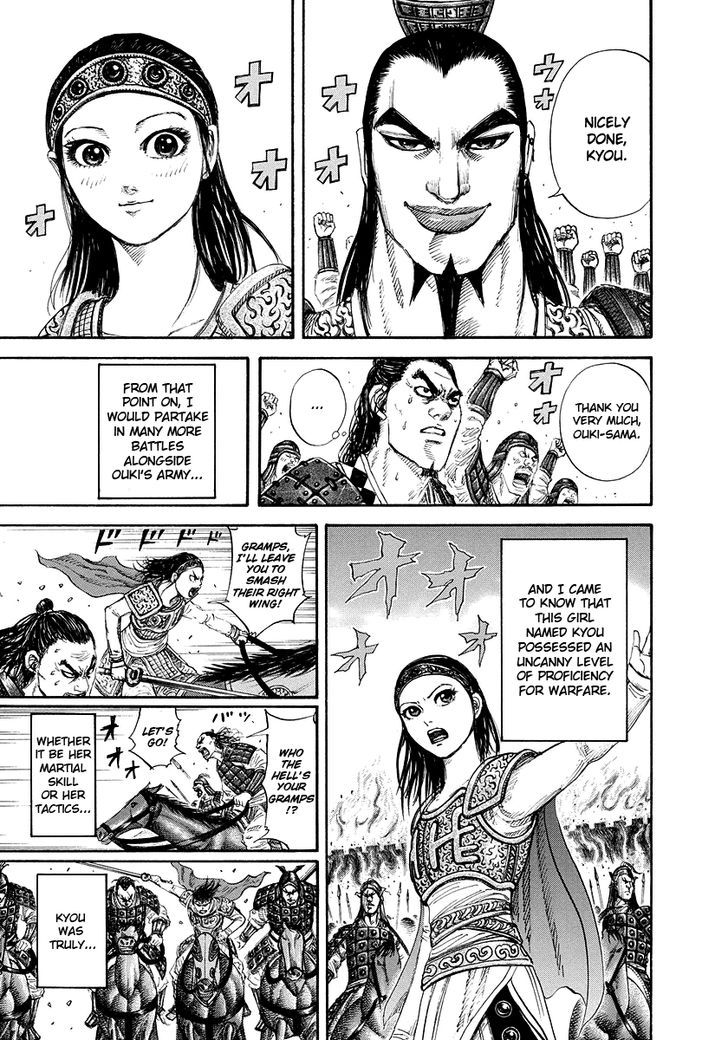 ウォ
NICELY
DONE,
KYOU.
オ
オ
オ
オ
オ
オ
THANK YOU
VERY MUCH,
OUKI-SAMA.
オ
...
FROM THAT
POINT ON, I
WOULD PARTAKE
IN MANY MORE
BATTLES
ALONGSIDE
OUKI'S ARMY...
AND I CAME
TO KNOW THAT
THIS GIRL
NAMED KYOU
POSSESSED AN
UNCANNY LEVEL
OF PROFICIENCY
FOR WARFARE.
オオ
オオ
ドドド
GRAMPS,
I'LL LEAVE
YOU TO
SMASH
THEIR RIGHT
WING!
WHO
THE
HELL'S
YOUR
GRAMPS
!?
LET'S
GO!
オオ
WHETHER
IT BE HER
MARTIAL
SKILL
OR HER
TACTICS...
KYOU
WAS
TRULY...